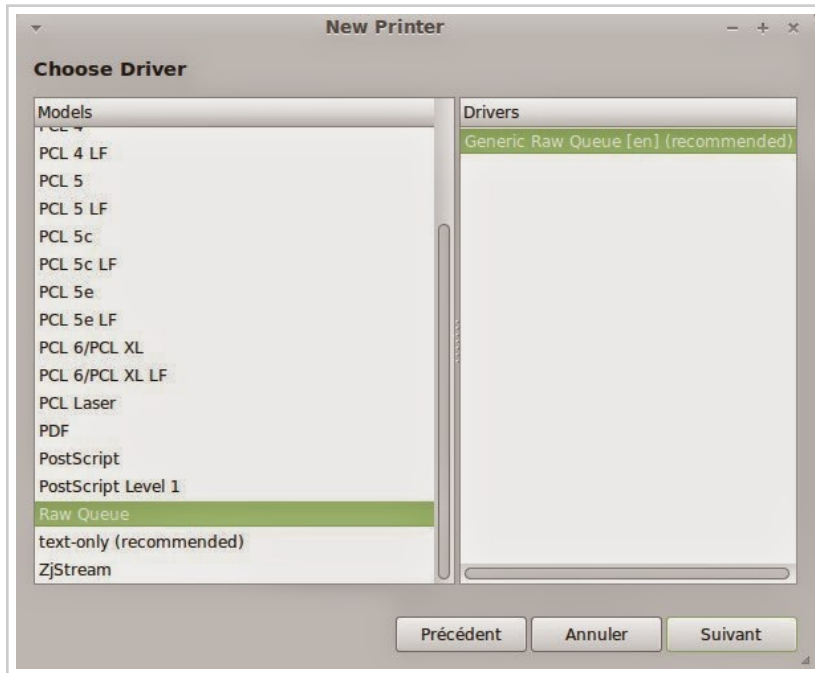 New Printer
Choose Driver
Models
PCL 4
PCL 4 LF
PCL 5
PCL 5 LF
PCL 5c
PCL 5c LF
PCL 5e
PCL 5e LF
PCL 6/PCL XL
PCL 6/PCL XL LF
PCL Laser
PDF
PostScript
PostScript Level 1
Raw Queue
text-only (recommended)
ZjStream
Drivers
Generic Raw Queue [en] (recommended)
Précédent Annuler Suivant